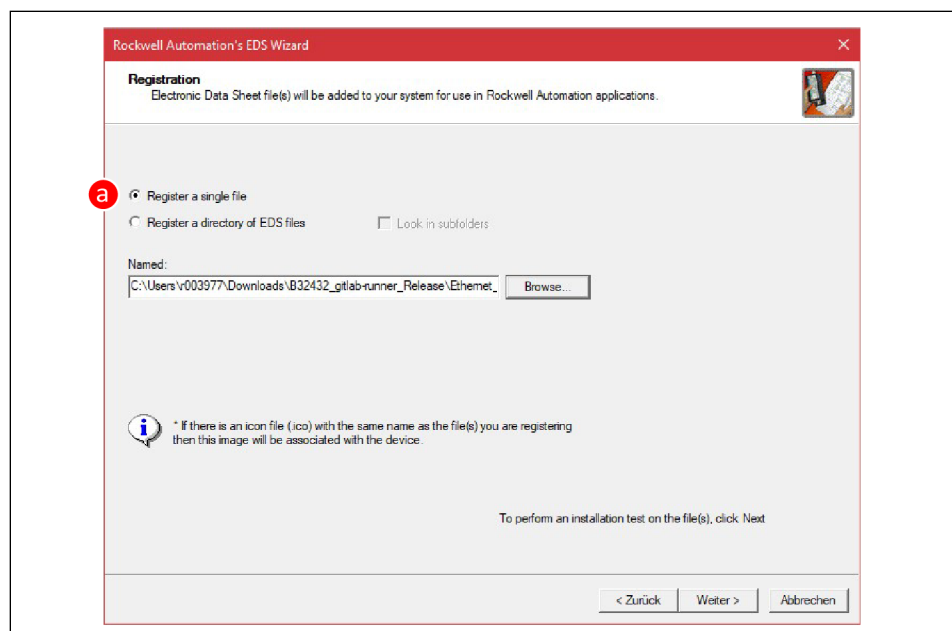 Rockwell Automation's EDS Wizard
Registration
Electronic Data Sheet file(s) will be added to your system for use in Rockwell Automation applications.
a
Register a single file
Register a directory of EDS files Look in subfolders
Named:
C:\Users\r003977\Downloads\B32432_gitlab-runner_Release\Ethernet_ Browse...
* If there is an icon file (.ico) with the same name as the file(s) you are registering
then this image will be associated with the device.
To perform an installation test on the file(s), click Next
< Zurück Weiter > Abbrechen